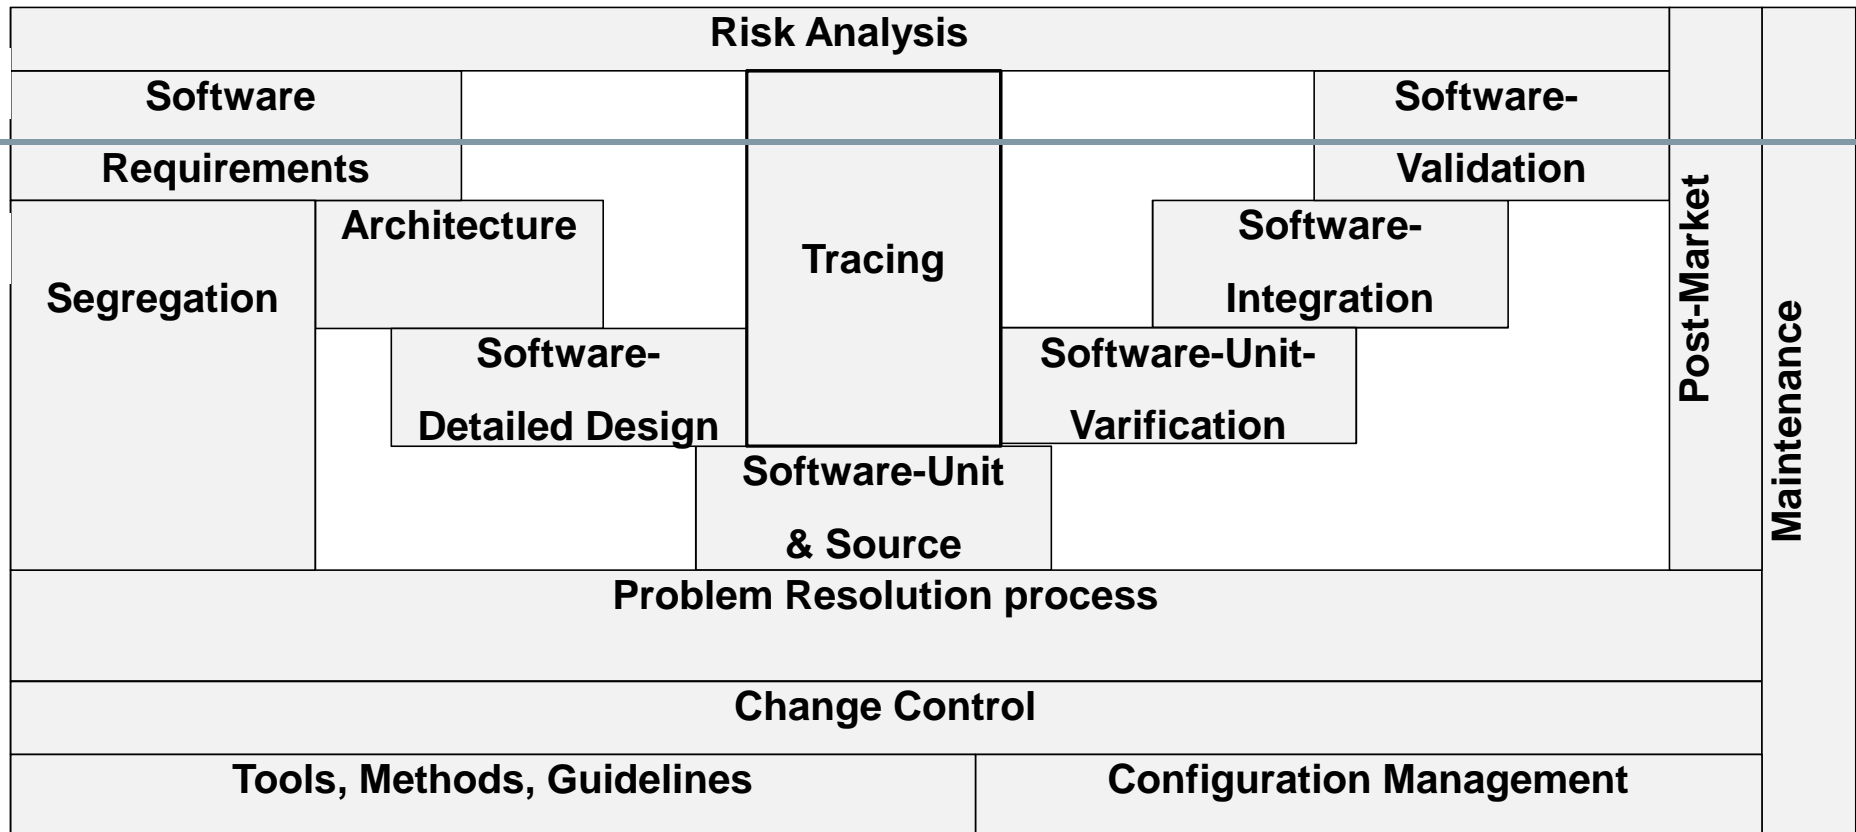 Risk Analysis
Software
Requirements
Software-
Validation
Segregation
Architecture
Tracing
Software-
Integration
Software-
Detailed Design
Software-Unit-
Varification
Software-Unit
& Source
Post-Market
Maintenance
Problem Resolution process
Change Control
Tools, Methods, Guidelines
Configuration Management